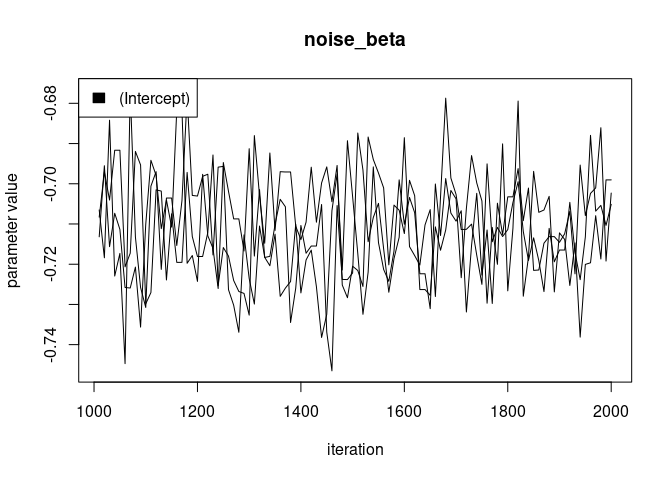 noise_beta
(Intercept)
parameter value
-0.68
-0.70
-0.72
-0.74
1000 1200 1400 1600 1800 2000
iteration